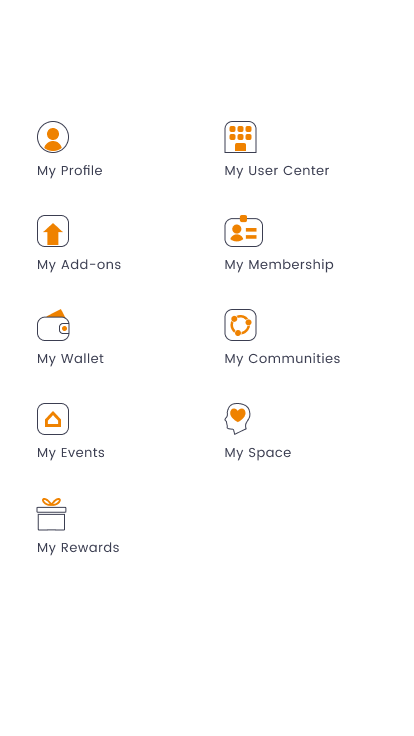 My Profile
My User Center
My Add-ons
My Membership
My Wallet
My Communities
My Events
My Space
My Rewards